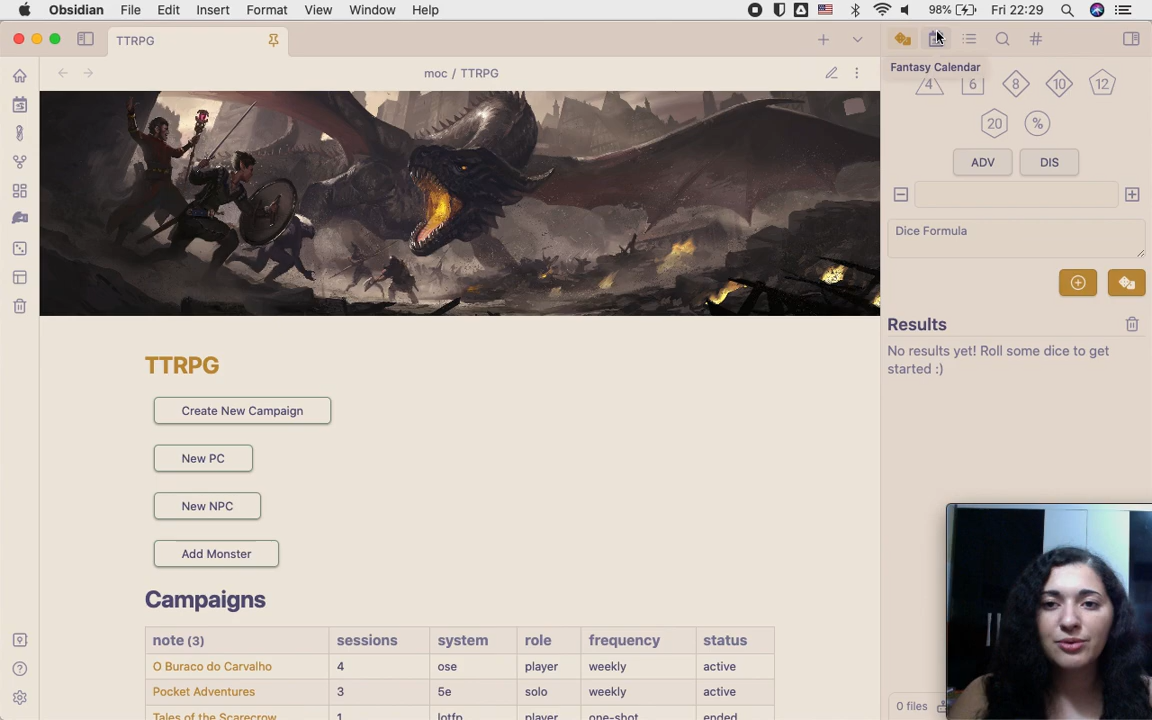 Obsidian File Edit Insert Format View Window Help 98% Fri 22:29
TTRPG
moc / TTRPG
Fantasy Calendar
4 6 8 10 12
20 %
ADV DIS
Dice Formula
Results
No results yet! Roll some dice to get
started :)
TTRPG
Create New Campaign
New PC
New NPC
Add Monster
Campaigns
note (3) sessions system role frequency status
O Buraco do Carvalho 4 ose player weekly active
Pocket Adventures 3 5e solo weekly active
Tales of the Scarecrow 1 lotfp player one-shot ended
0 files